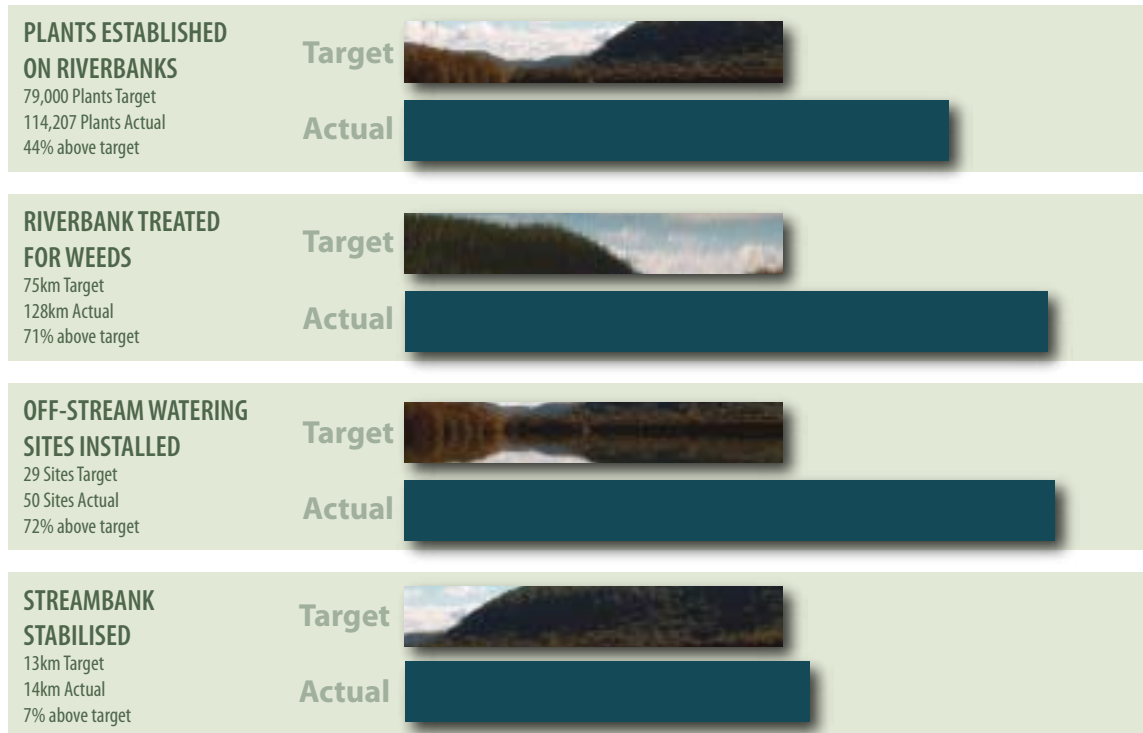 PLANTS ESTABLISHED
ON RIVERBANKS
79,000 Plants Target
114,207 Plants Actual
44% above target
Target
Actual
RIVERBANK TREATED
FOR WEEDS
75km Target
128km Actual
71% above target
Target
Actual
OFF-STREAM WATERING
SITES INSTALLED
29 Sites Target
50 Sites Actual
72% above target
Target
Actual
STREAMBANK
STABILISED
13km Target
14km Actual
7% above target
Target
Actual